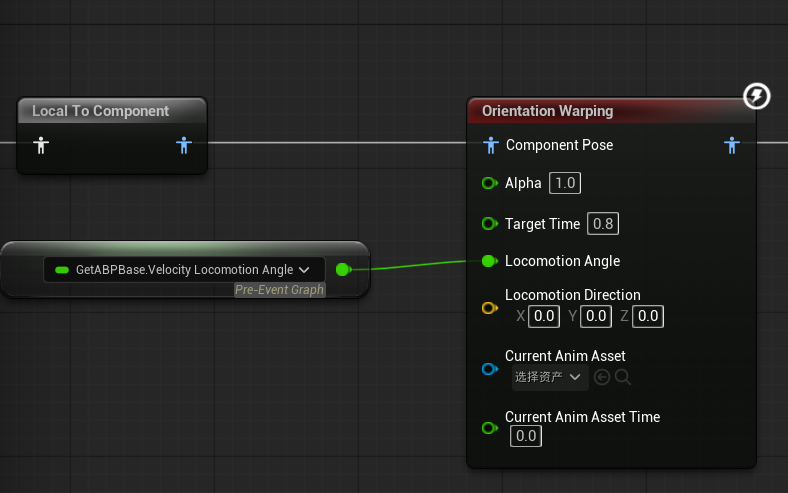 Local To Component
Orientation Warping
Component Pose
Alpha 1.0
Target Time 0.8
GetABPBase.Velocity Locomotion Angle
Pre-Event Graph
Locomotion Angle
Locomotion Direction
X 0.0 Y 0.0 Z 0.0
Current Anim Asset
选择资产
Current Anim Asset Time
0.0